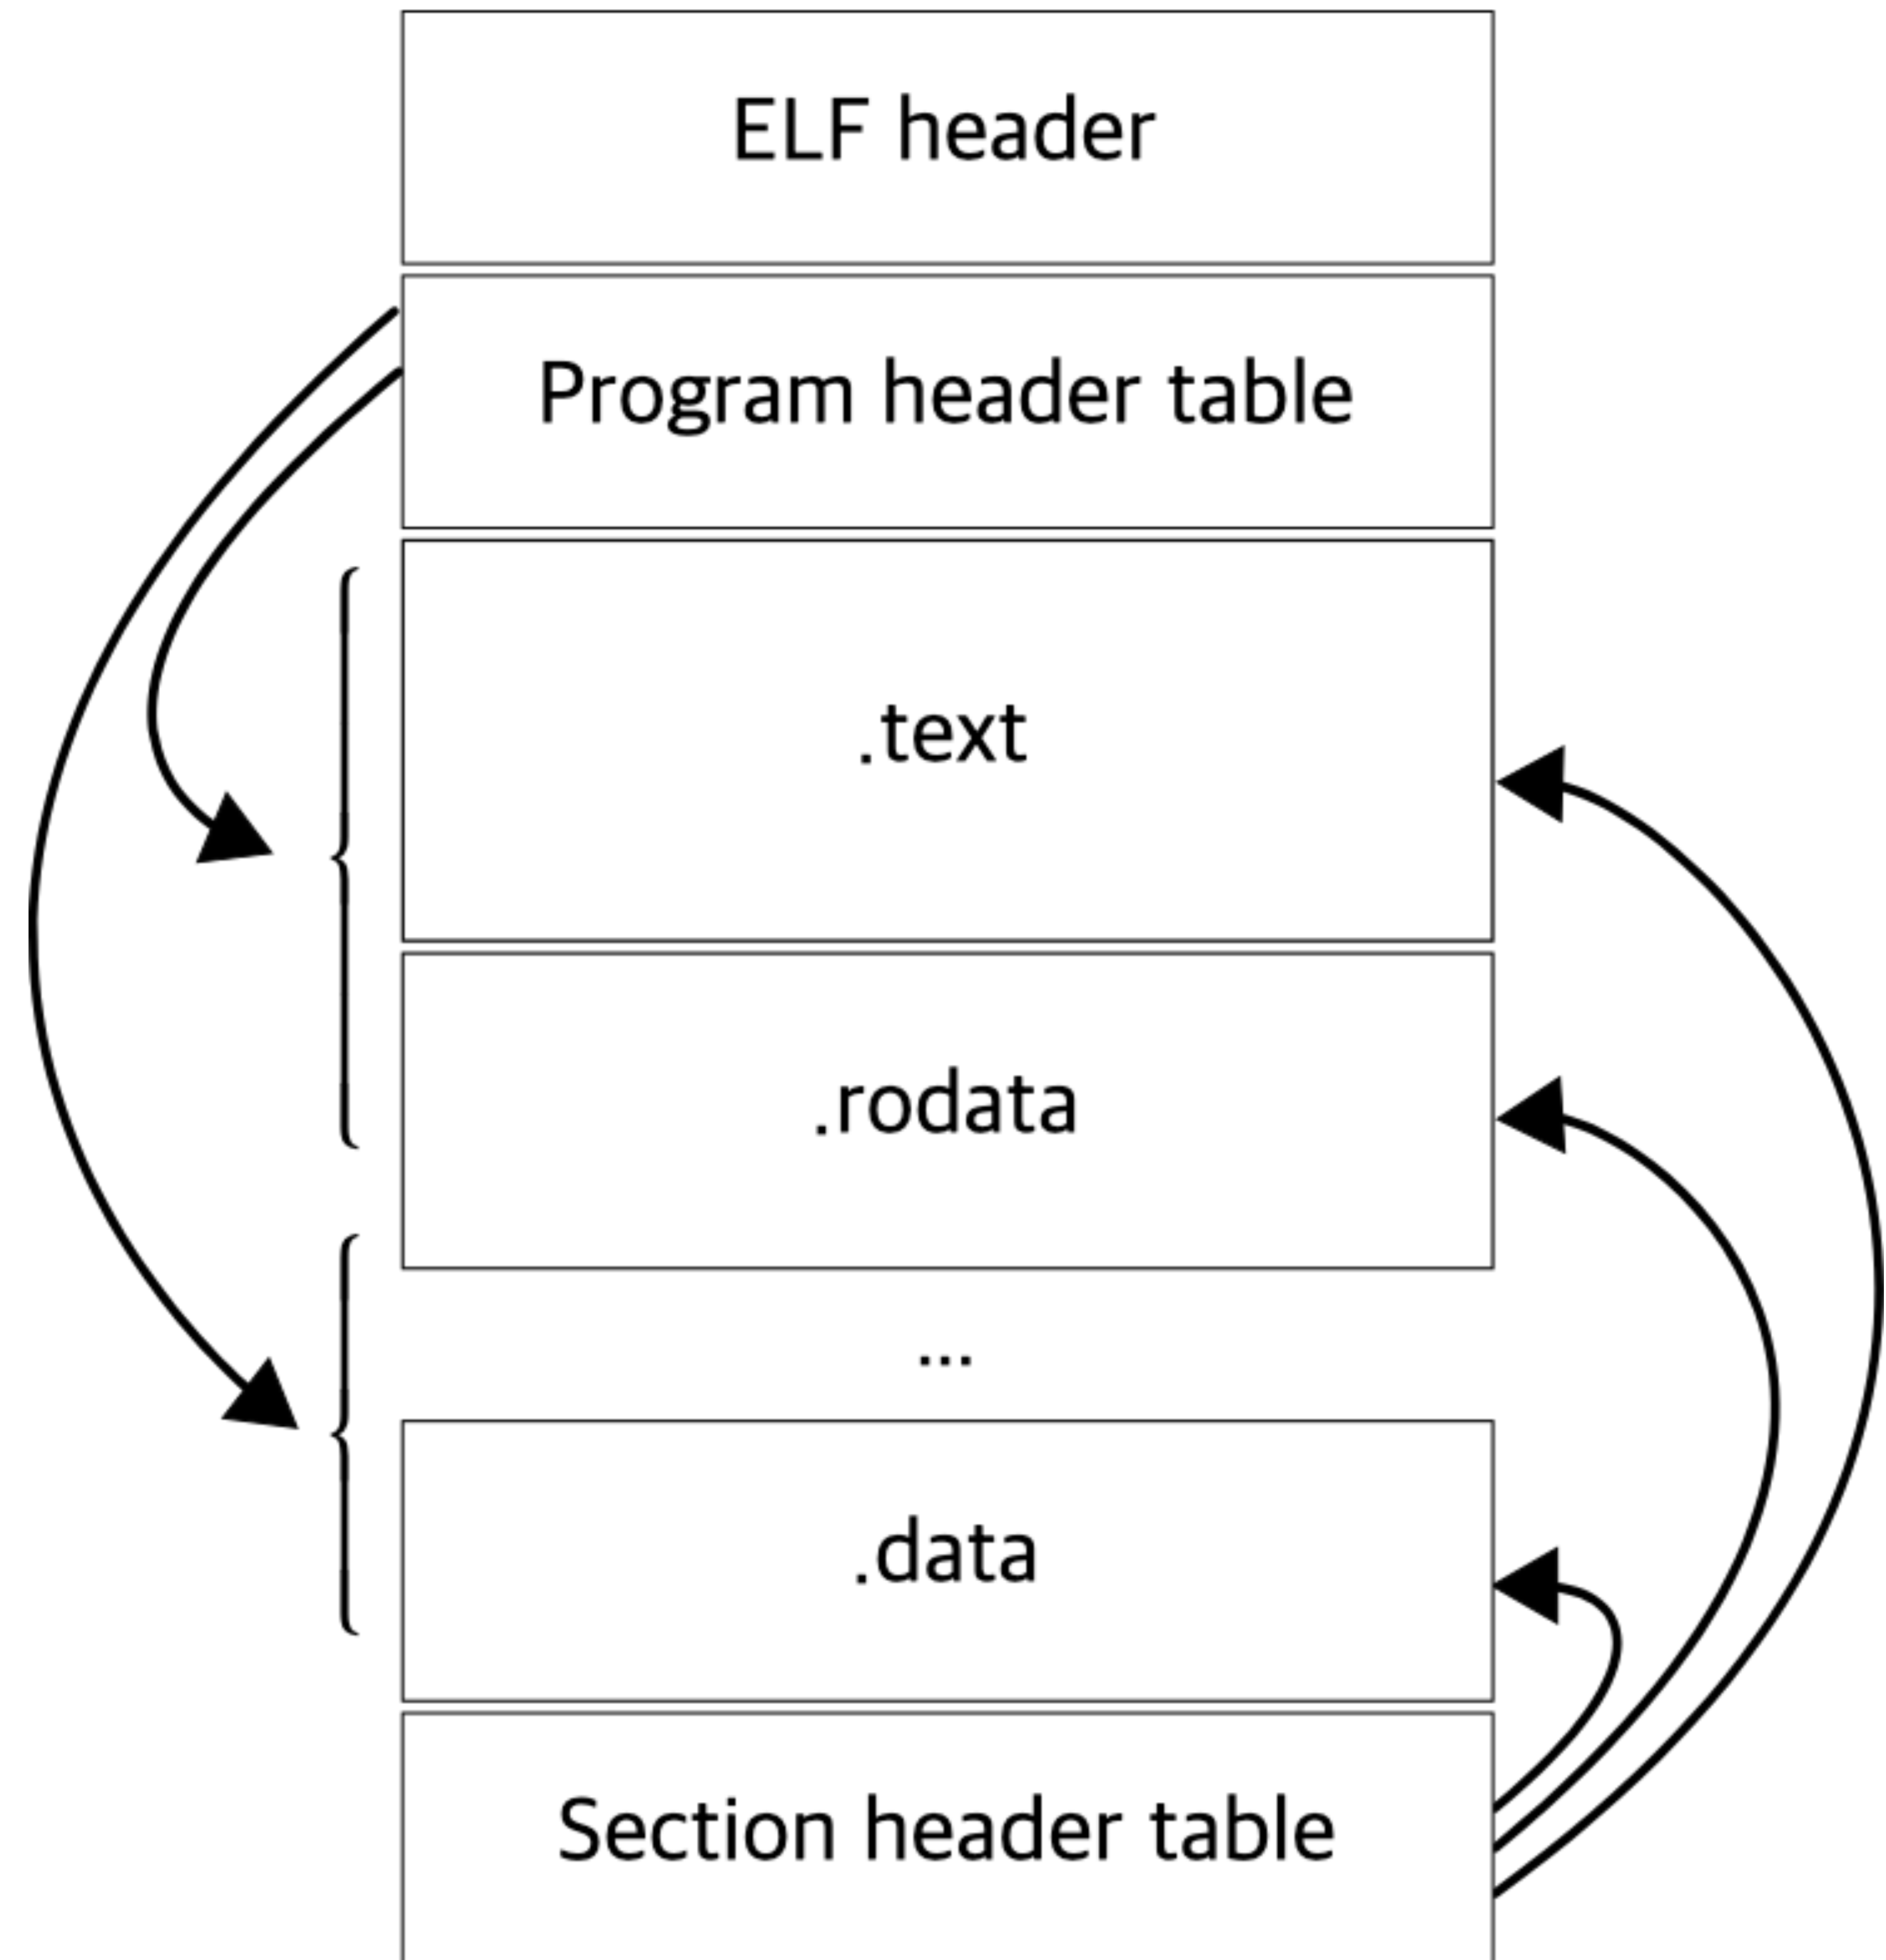 ELF header
Program header table
.text
.rodata
...
.data
Section header table